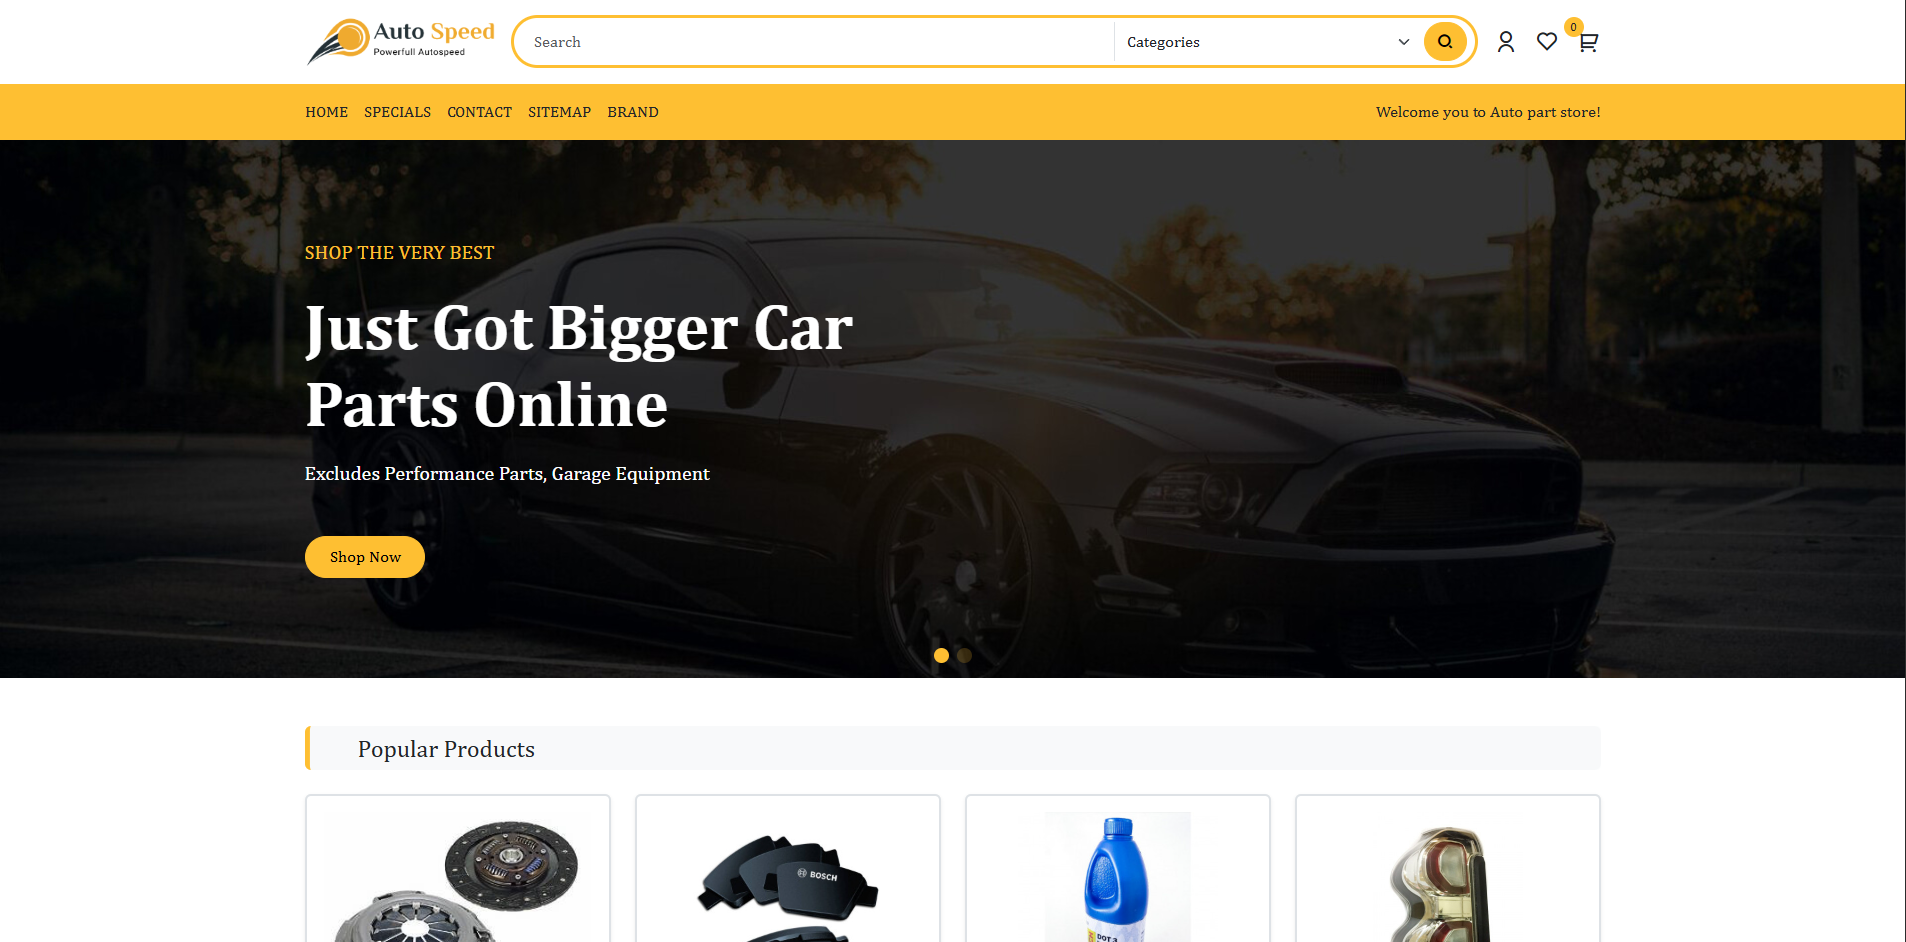 Auto Speed
Powerfull Autospeed
Search
Categories
0
HOME SPECIALS CONTACT SITEMAP BRAND
Welcome you to Auto part store!
SHOP THE VERY BEST
Just Got Bigger Car
Parts Online
Excludes Performance Parts, Garage Equipment
Shop Now
Popular Products
BOSCH
DOT 3